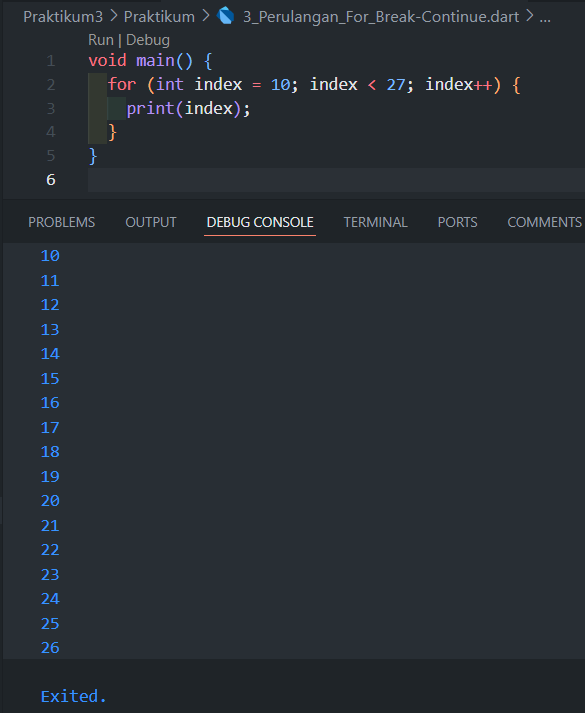 Praktikum3 > Praktikum > 3_Perulangan_For_Break-Continue.dart > ...
Run | Debug
1 void main() {
2 for (int index = 10; index < 27; index++) {
3 print(index);
4 }
5 }
6
PROBLEMS OUTPUT DEBUG CONSOLE TERMINAL PORTS COMMENTS
10
11
12
13
14
15
16
17
18
19
20
21
22
23
24
25
26
Exited.